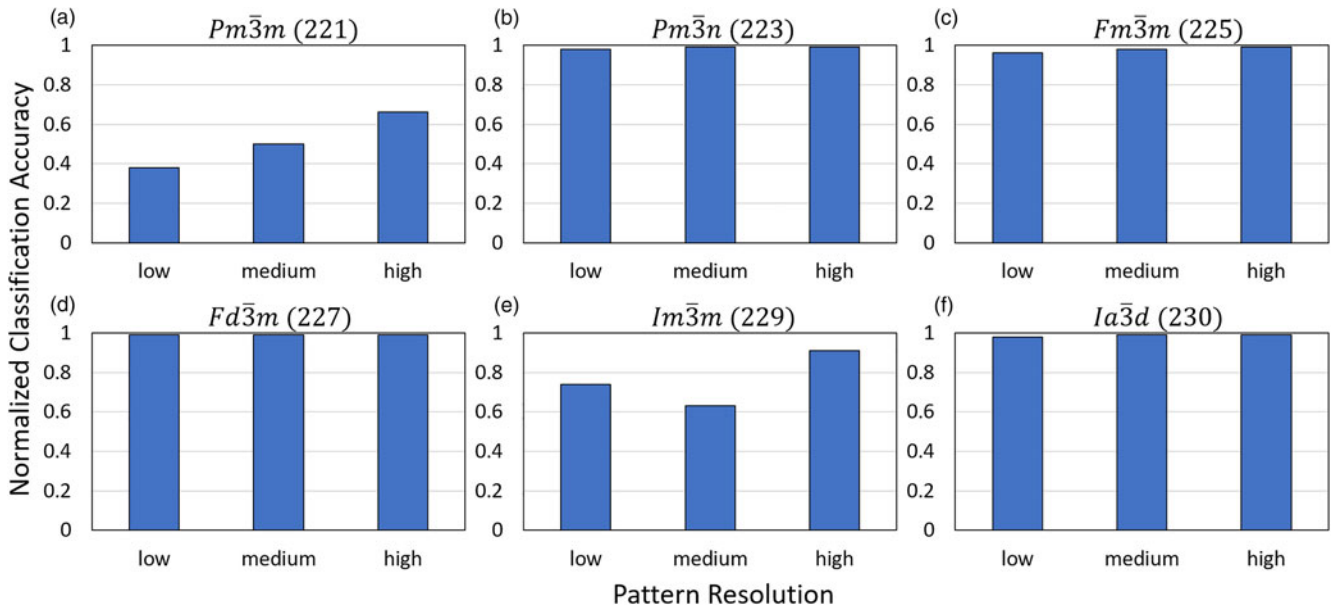 (a) Pm3̅m (221)
(b) Pm3̅n (223)
(c) Fm3̅m (225)
1 1 1
0.8 0.8 0.8
0.6 0.6 0.6
0.4 0.4 0.4
0.2 0.2 0.2
0 0 0
low medium high low medium high low medium high
(d) Fd3̅m (227)
(e) Im3̅m (229)
(f) Ia3̅d (230)
1 1 1
0.8 0.8 0.8
0.6 0.6 0.6
0.4 0.4 0.4
0.2 0.2 0.2
0 0 0
low medium high low medium high low medium high
Normalized Classification Accuracy
Pattern Resolution